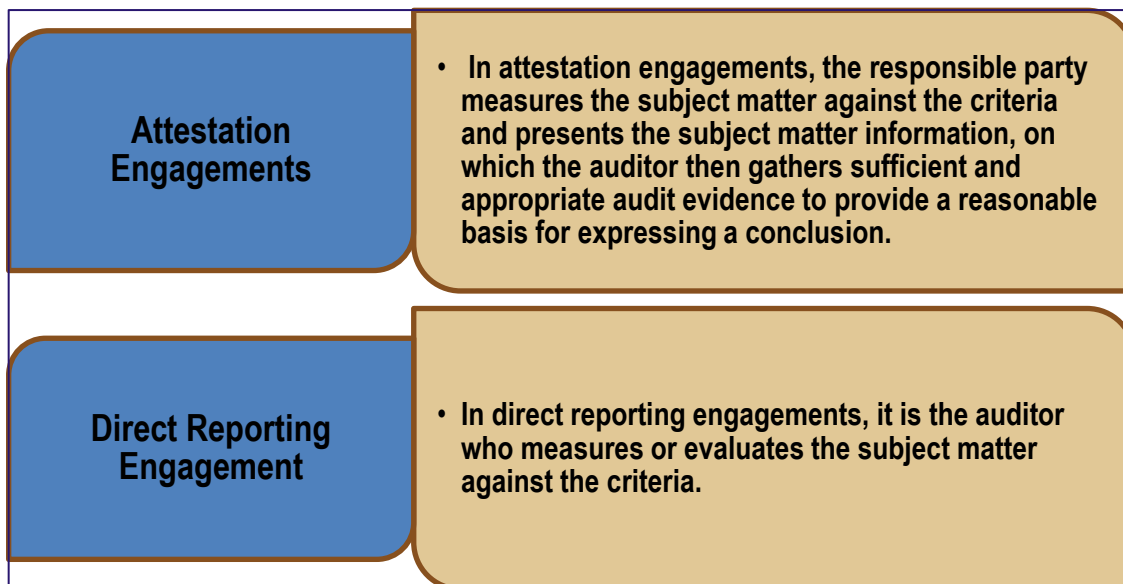 Attestation
Engagements
• In attestation engagements, the responsible party
measures the subject matter against the criteria
and presents the subject matter information, on
which the auditor then gathers sufficient and
appropriate audit evidence to provide a reasonable
basis for expressing a conclusion.
Direct Reporting
Engagement
• In direct reporting engagements, it is the auditor
who measures or evaluates the subject matter
against the criteria.